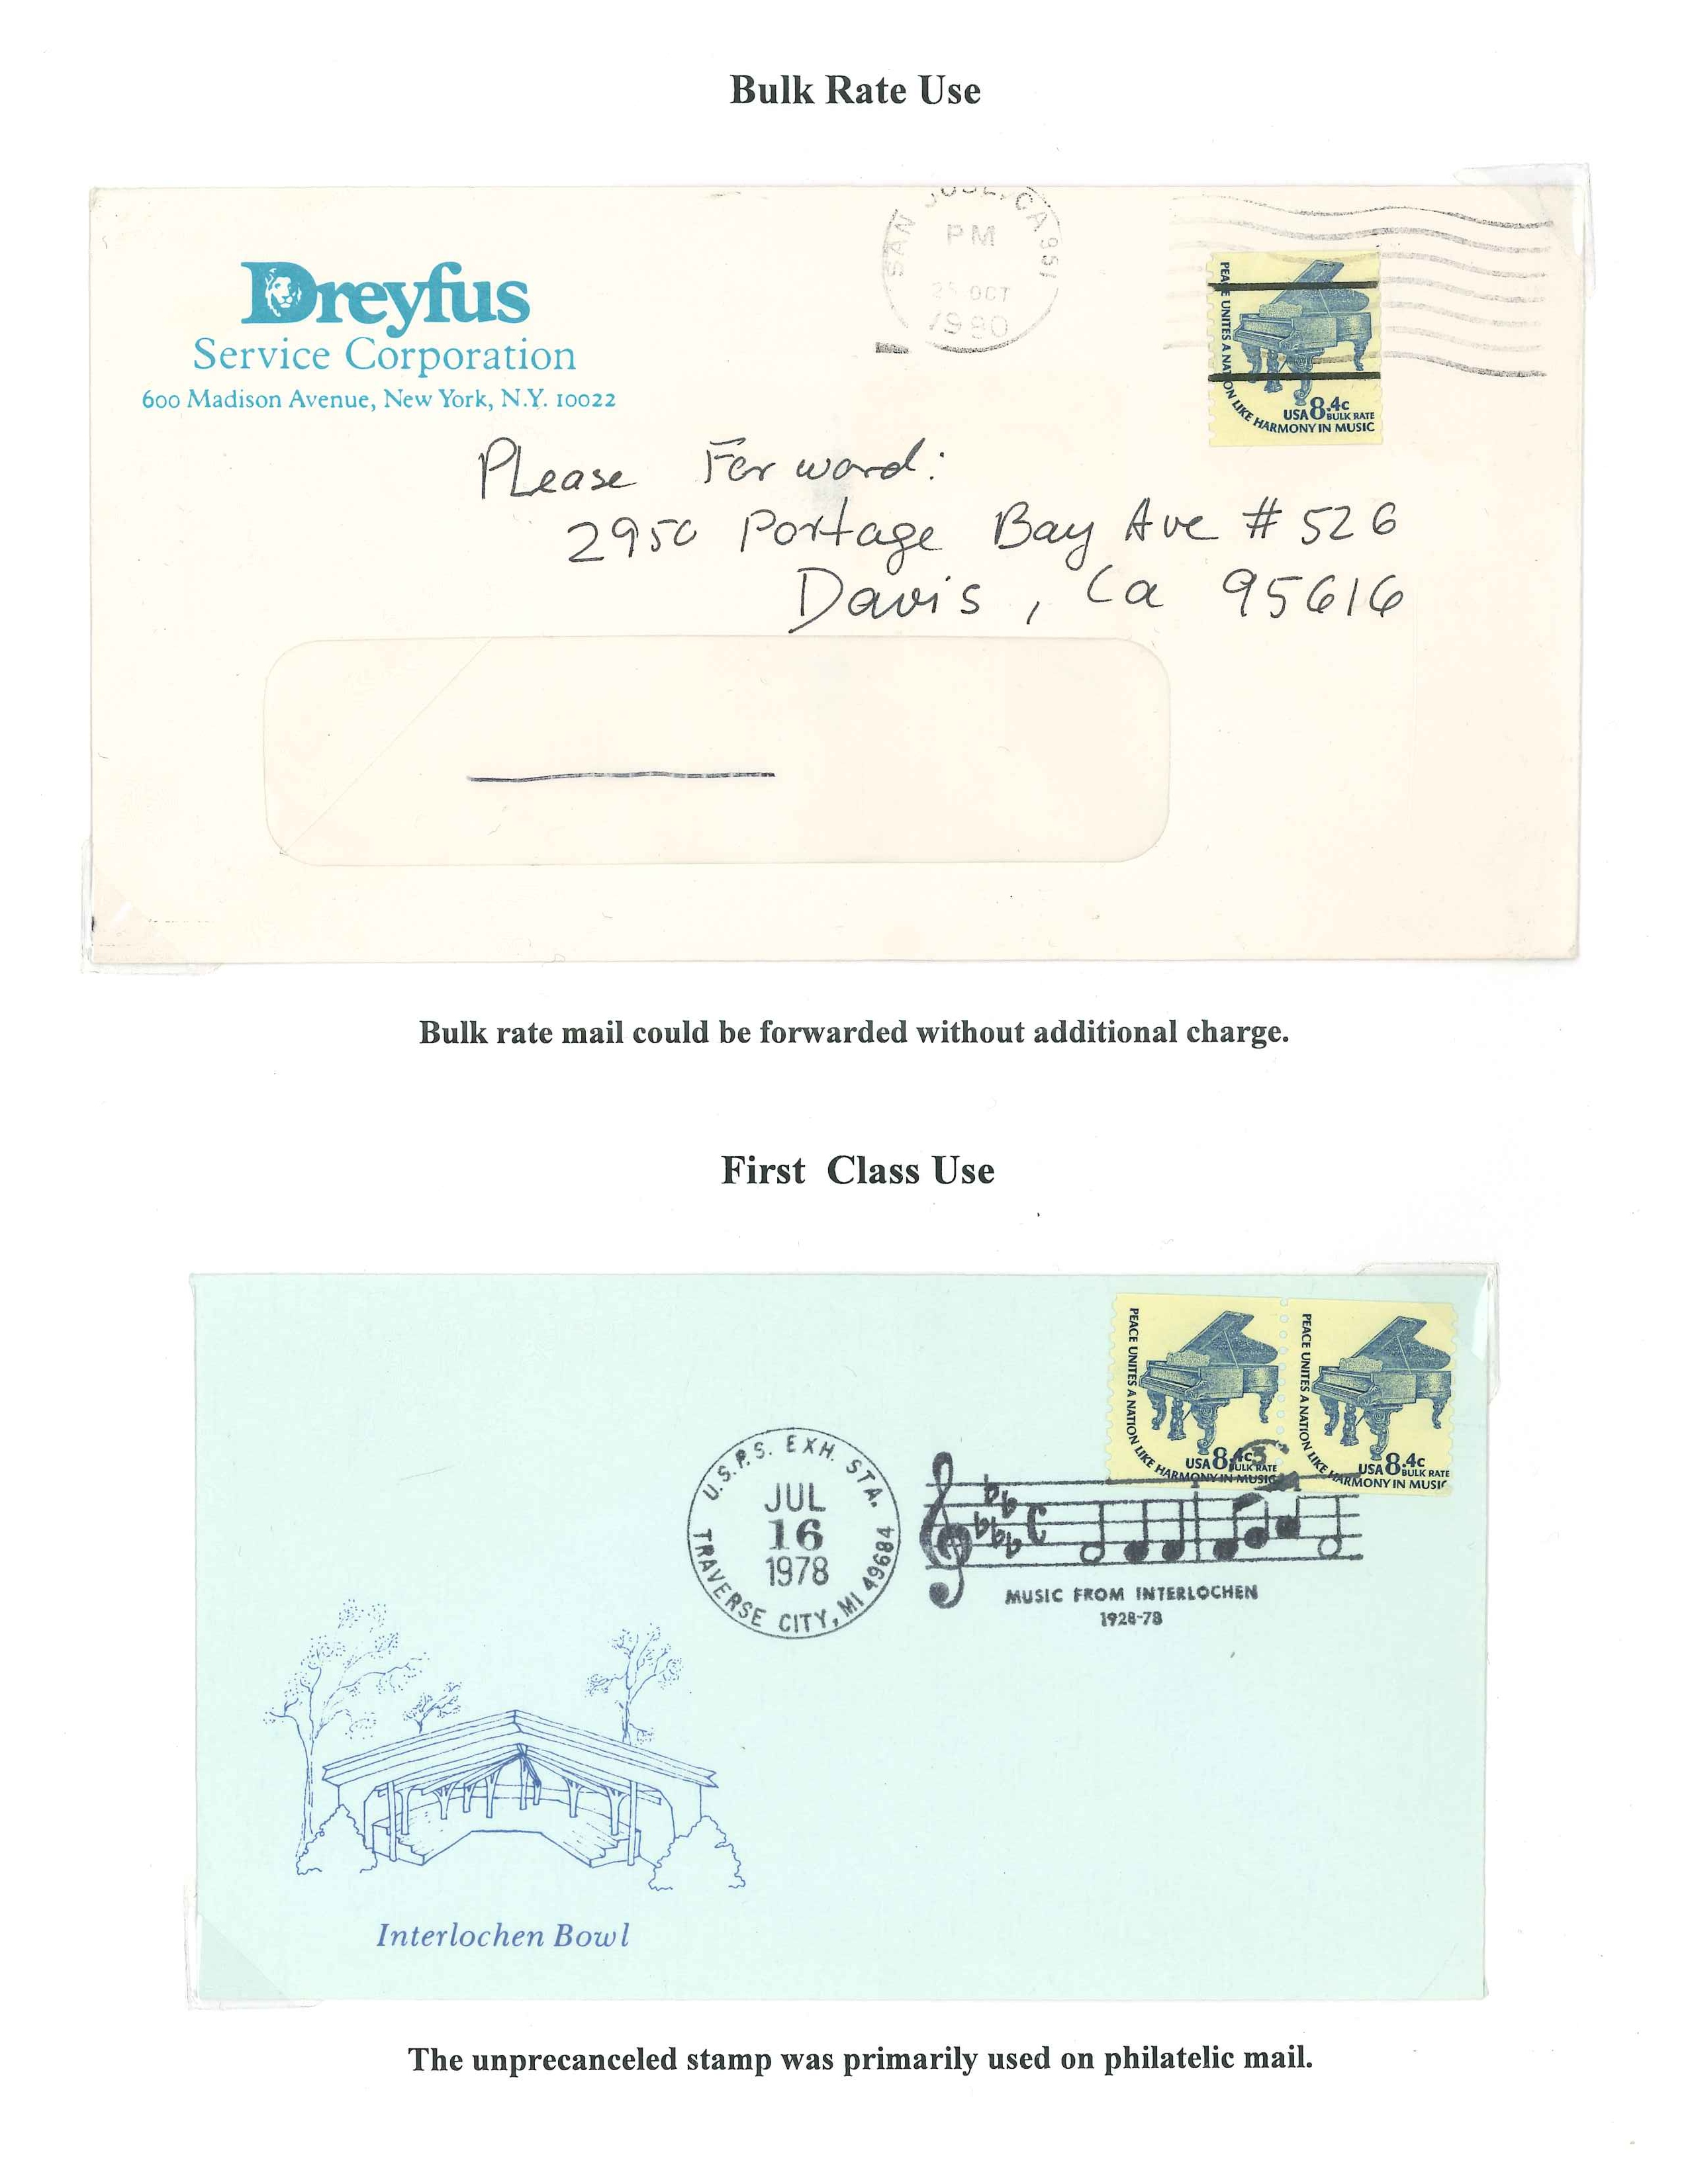 Bulk Rate Use
SAN JOSE, CA 951
PM
25 OCT
1980
Dreyfus
Service Corporation
600 Madison Avenue, New York, N.Y. 10022
PEACE UNITES A NATION LIKE HARMONY IN MUSIC
USA 8.4c
BULK RATE
PLease Forward:
2950 Portage Bay Ave # 526
Davis, Ca 95616
Bulk rate mail could be forwarded without additional charge.
First Class Use
PEACE UNITES A NATION LIKE HARMONY IN MUSIC
USA 8.4c
BULK RATE
PEACE UNITES A NATION LIKE HARMONY IN MUSIC
USA 8.4c
BULK RATE
U.S.P.S. EXH. STA.
JUL
16
1978
TRAVERSE CITY, MI 49684
MUSIC FROM INTERLOCHEN
1928-78
Interlochen Bowl
The unprecanceled stamp was primarily used on philatelic mail.